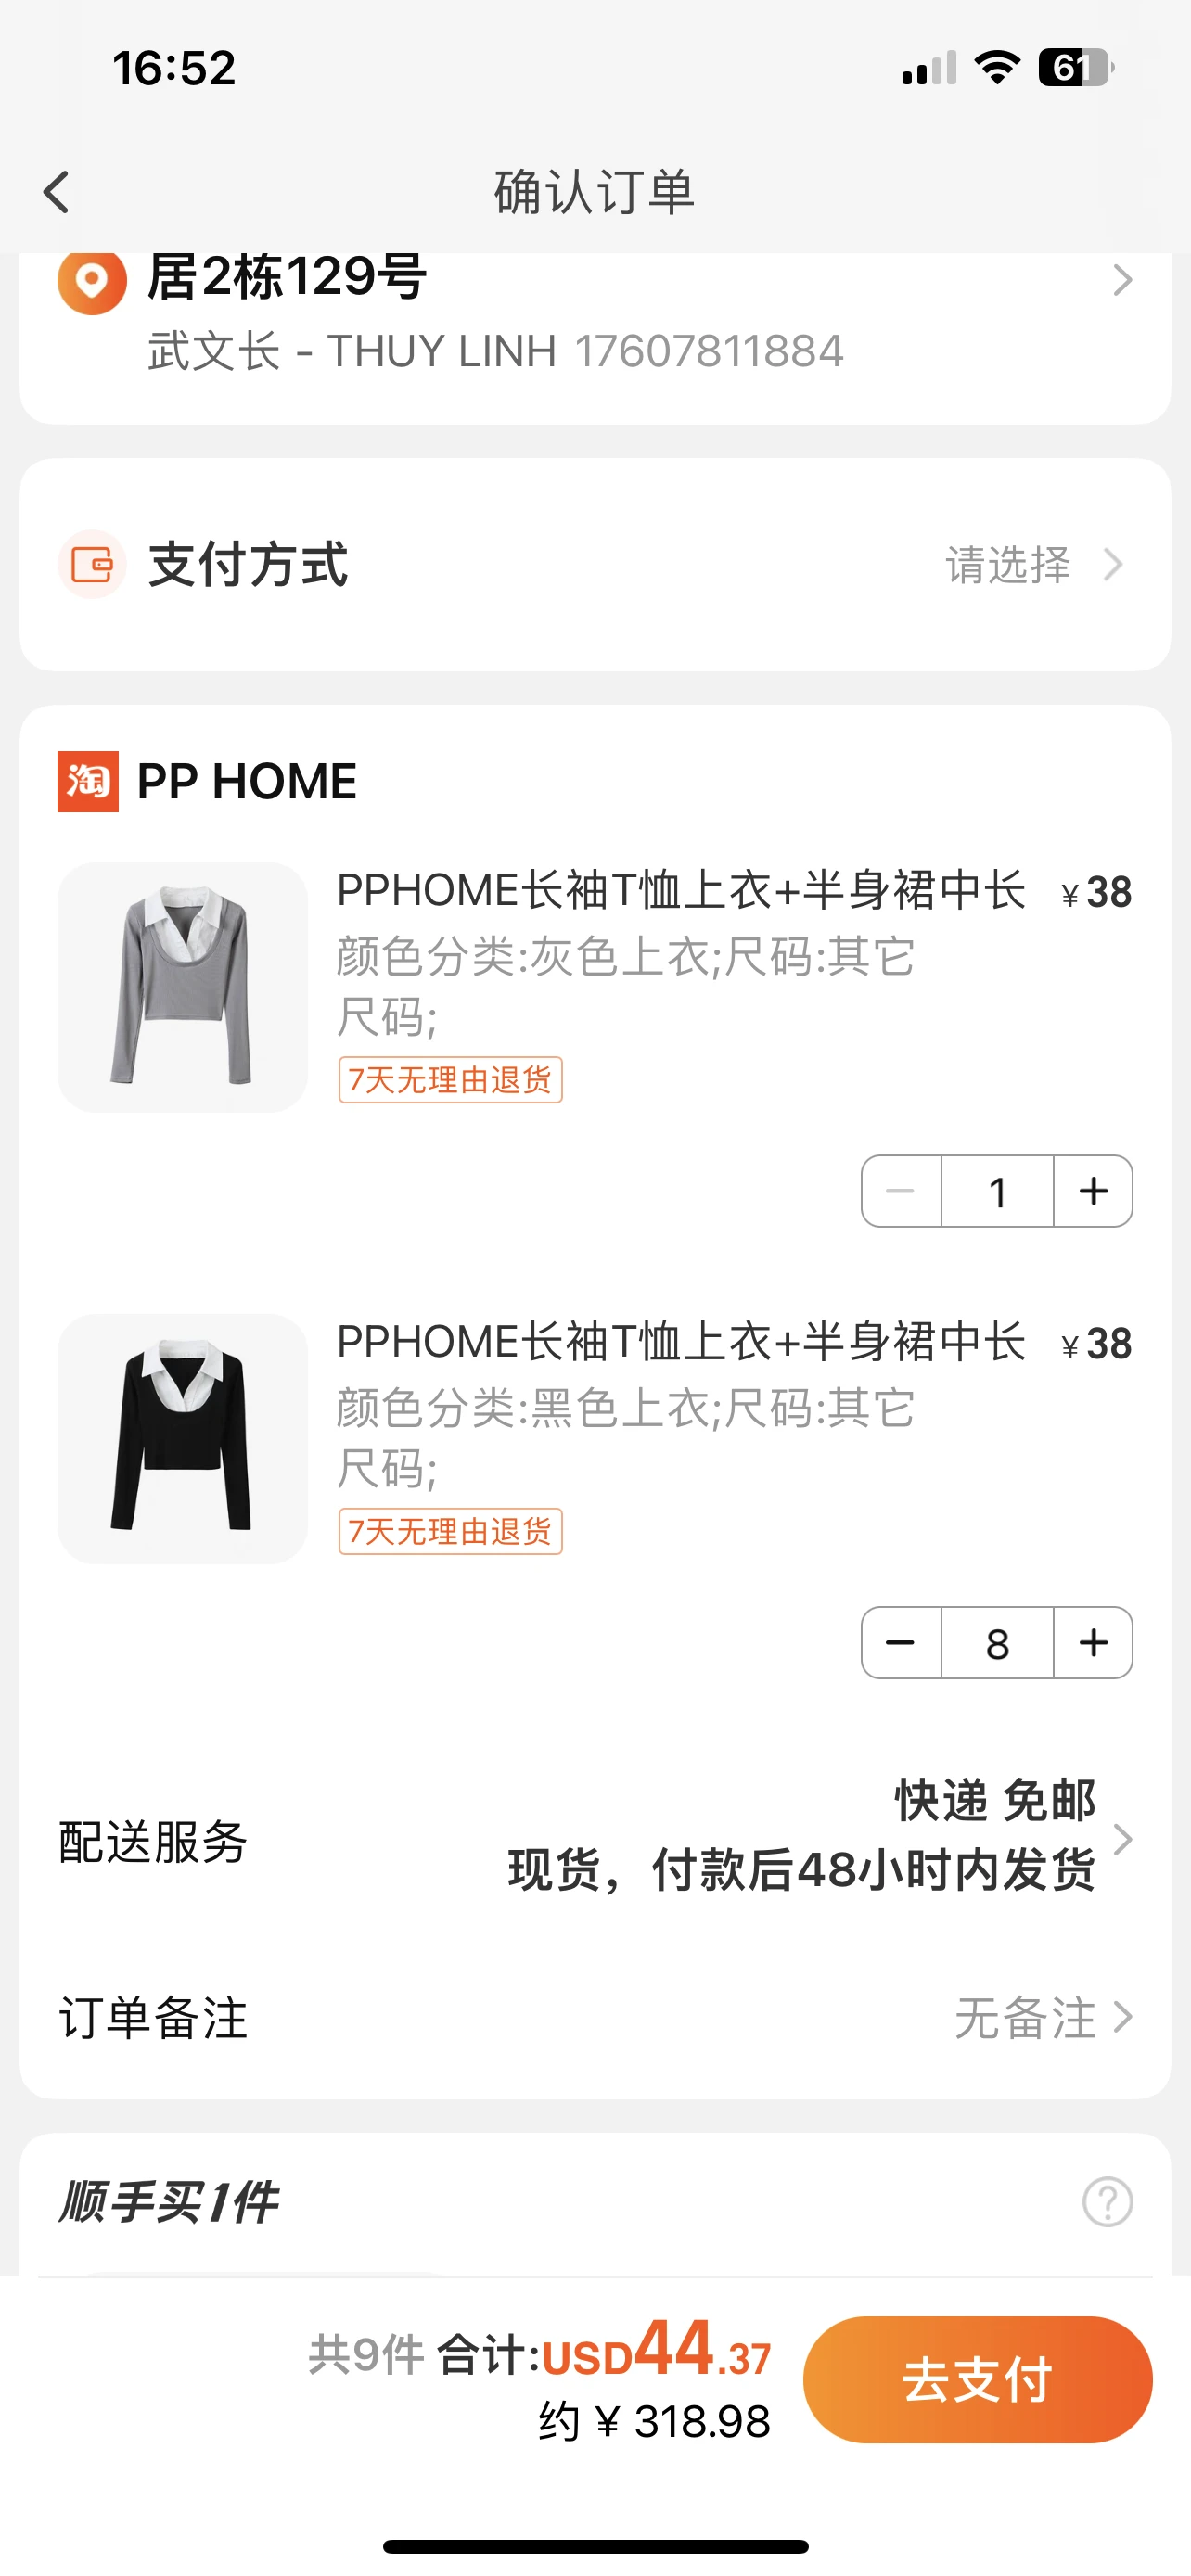 16:52
61
确认订单
居2栋129号
武文长 - THUY LINH 17607811884
支付方式
请选择
淘 PP HOME
PPHOME长袖T恤上衣+半身裙中长 ¥38
颜色分类:灰色上衣;尺码:其它
尺码;
7天无理由退货
1
PPHOME长袖T恤上衣+半身裙中长 ¥38
颜色分类:黑色上衣;尺码:其它
尺码;
7天无理由退货
8
快递 免邮
配送服务
现货，付款后48小时内发货
订单备注 无备注
顺手买1件
共9件 合计:USD44.37
约 ¥ 318.98
去支付